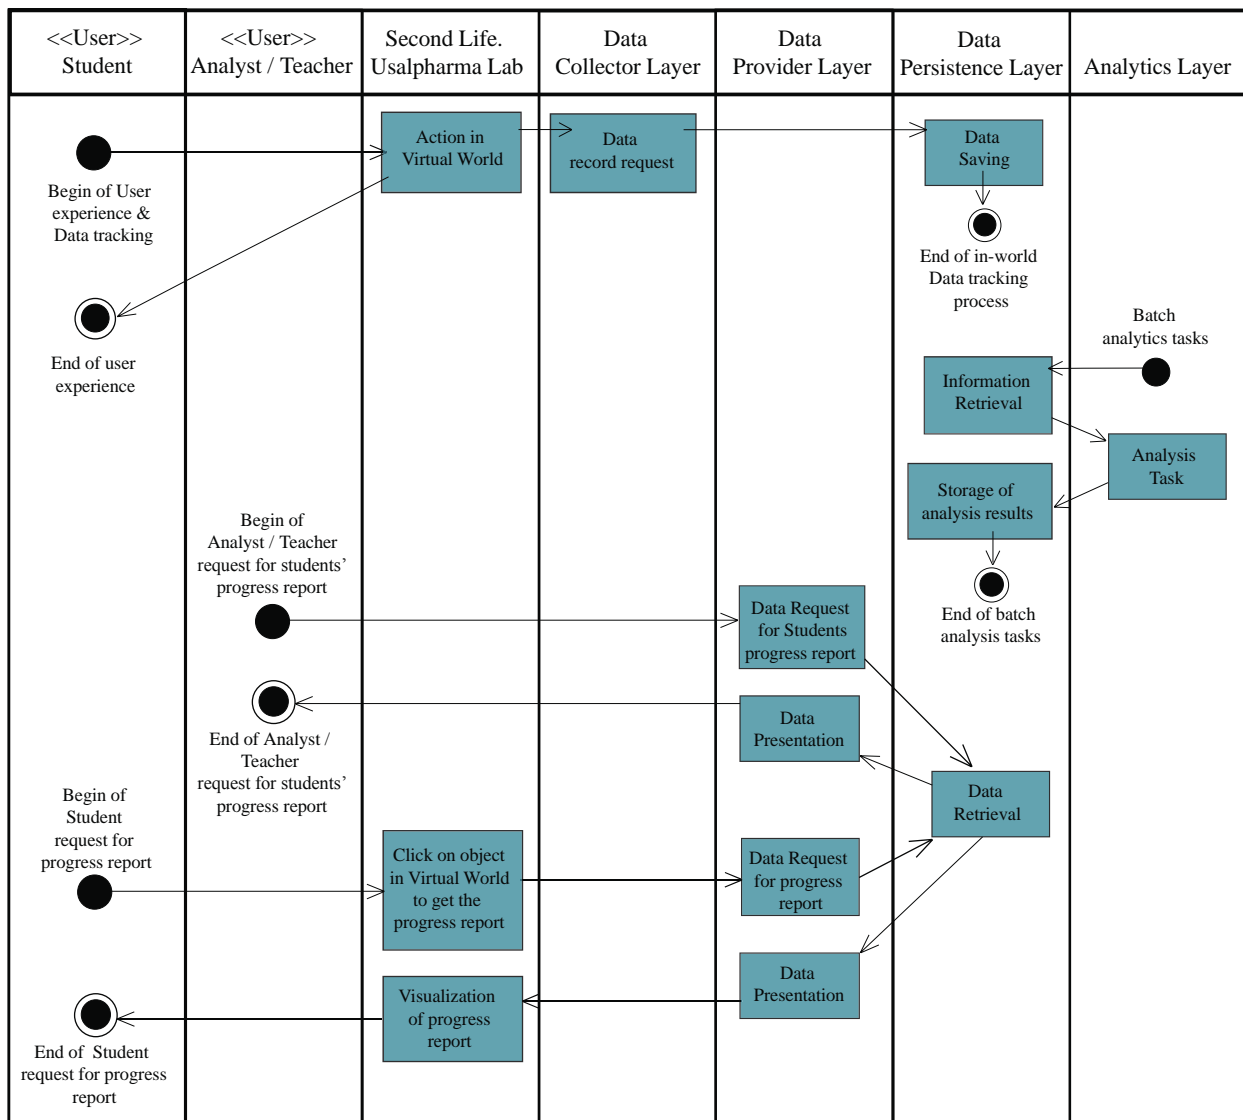 <<User>>
Student
<<User>>
Analyst / Teacher
Second Life.
Usalpharma Lab
Data
Collector Layer
Data
Provider Layer
Data
Persistence Layer
Analytics Layer
Action in
Virtual World
Data
record request
Data
Saving
Begin of User
experience &
Data tracking
End of in-world
Data tracking
process
End of user
experience
Batch
analytics tasks
Information
Retrieval
Analysis
Task
Storage of
analysis results
End of batch
analysis tasks
Begin of
Analyst / Teacher
request for students’
progress report
Data Request
for Students
progress report
Data
Presentation
End of Analyst /
Teacher
request for students’
progress report
Data
Retrieval
Begin of
Student
request for
progress report
Click on object
in Virtual World
to get the
progress report
Data Request
for progress
report
Data
Presentation
Visualization
of progress
report
End of Student
request for progress
report